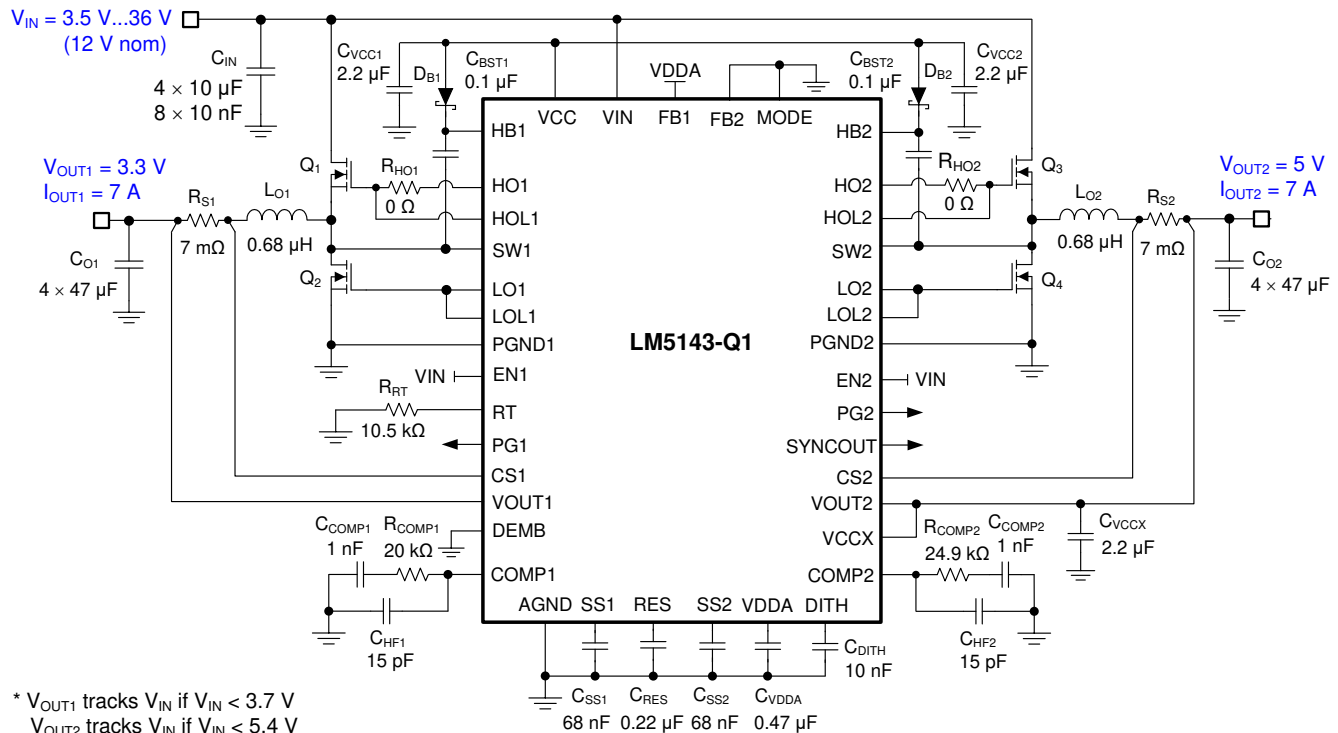 V_IN = 3.5 V...36 V
(12 V nom)
C_IN
4 × 10 µF
8 × 10 nF
C_VCC1
2.2 µF
D_B1
C_BST1
0.1 µF
VDDA
C_BST2
0.1 µF
D_B2
C_VCC2
2.2 µF
VCC
VIN
FB1
FB2
MODE
HB1
HB2
V_OUT1 = 3.3 V
I_OUT1 = 7 A
R_S1
7 mΩ
L_O1
0.68 µH
Q1
R_HO1
0 Ω
HO1
HOL1
SW1
Q2
LO1
LOL1
PGND1
C_O1
4 × 47 µF
LM5143-Q1
HO2
HOL2
SW2
LO2
LOL2
PGND2
R_HO2
0 Ω
Q3
Q4
L_O2
0.68 µH
R_S2
7 mΩ
V_OUT2 = 5 V
I_OUT2 = 7 A
C_O2
4 × 47 µF
VIN
EN1
R_RT
10.5 kΩ
RT
PG1
CS1
VOUT1
DEMB
COMP1
EN2
VIN
PG2
SYNCOUT
CS2
VOUT2
VCCX
COMP2
C_VCCX
2.2 µF
C_COMP1
1 nF
R_COMP1
20 kΩ
C_HF1
15 pF
R_COMP2
24.9 kΩ
C_COMP2
1 nF
C_HF2
15 pF
AGND
SS1
RES
SS2
VDDA
DITH
C_DITH
10 nF
C_SS1
68 nF
C_RES
0.22 µF
C_SS2
68 nF
C_VDDA
0.47 µF
* V_OUT1 tracks V_IN if V_IN < 3.7 V
V_OUT2 tracks V_IN if V_IN < 5.4 V